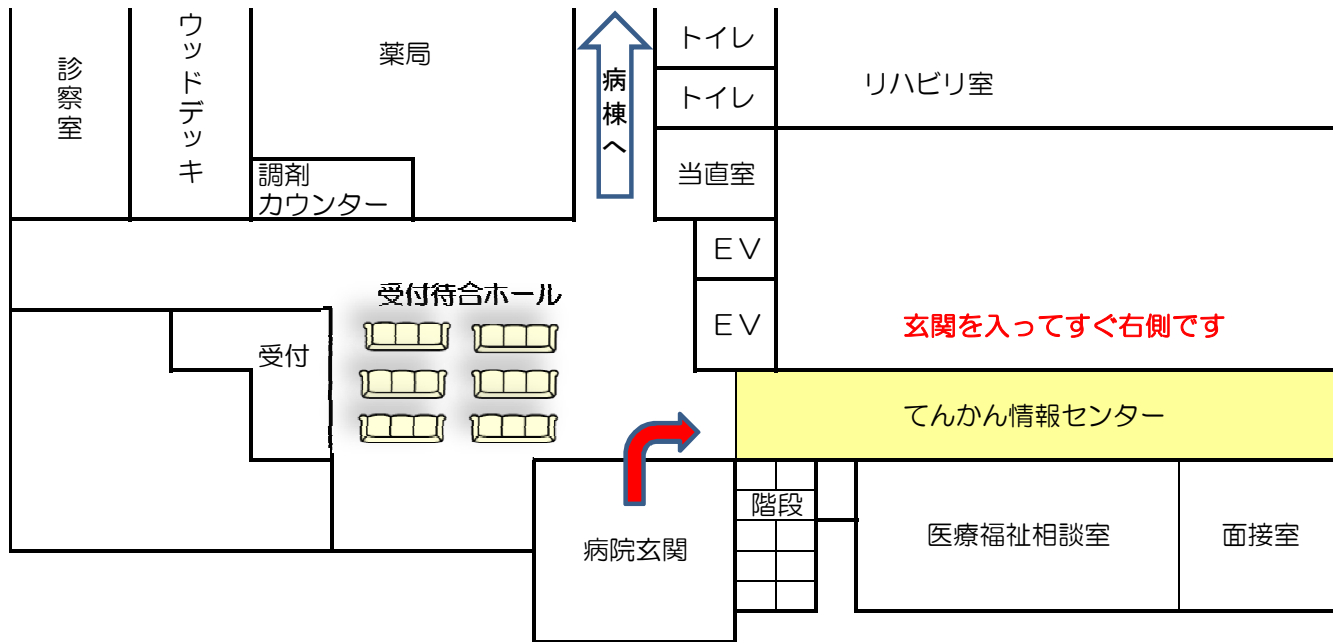 診察室
ウッドデッキ
薬局
調剤
カウンター
病棟へ
トイレ
トイレ
リハビリ室
当直室
ＥＶ
ＥＶ
受付待合ホール
受付
玄関を入ってすぐ右側です
てんかん情報センター
階段
病院玄関
医療福祉相談室
面接室